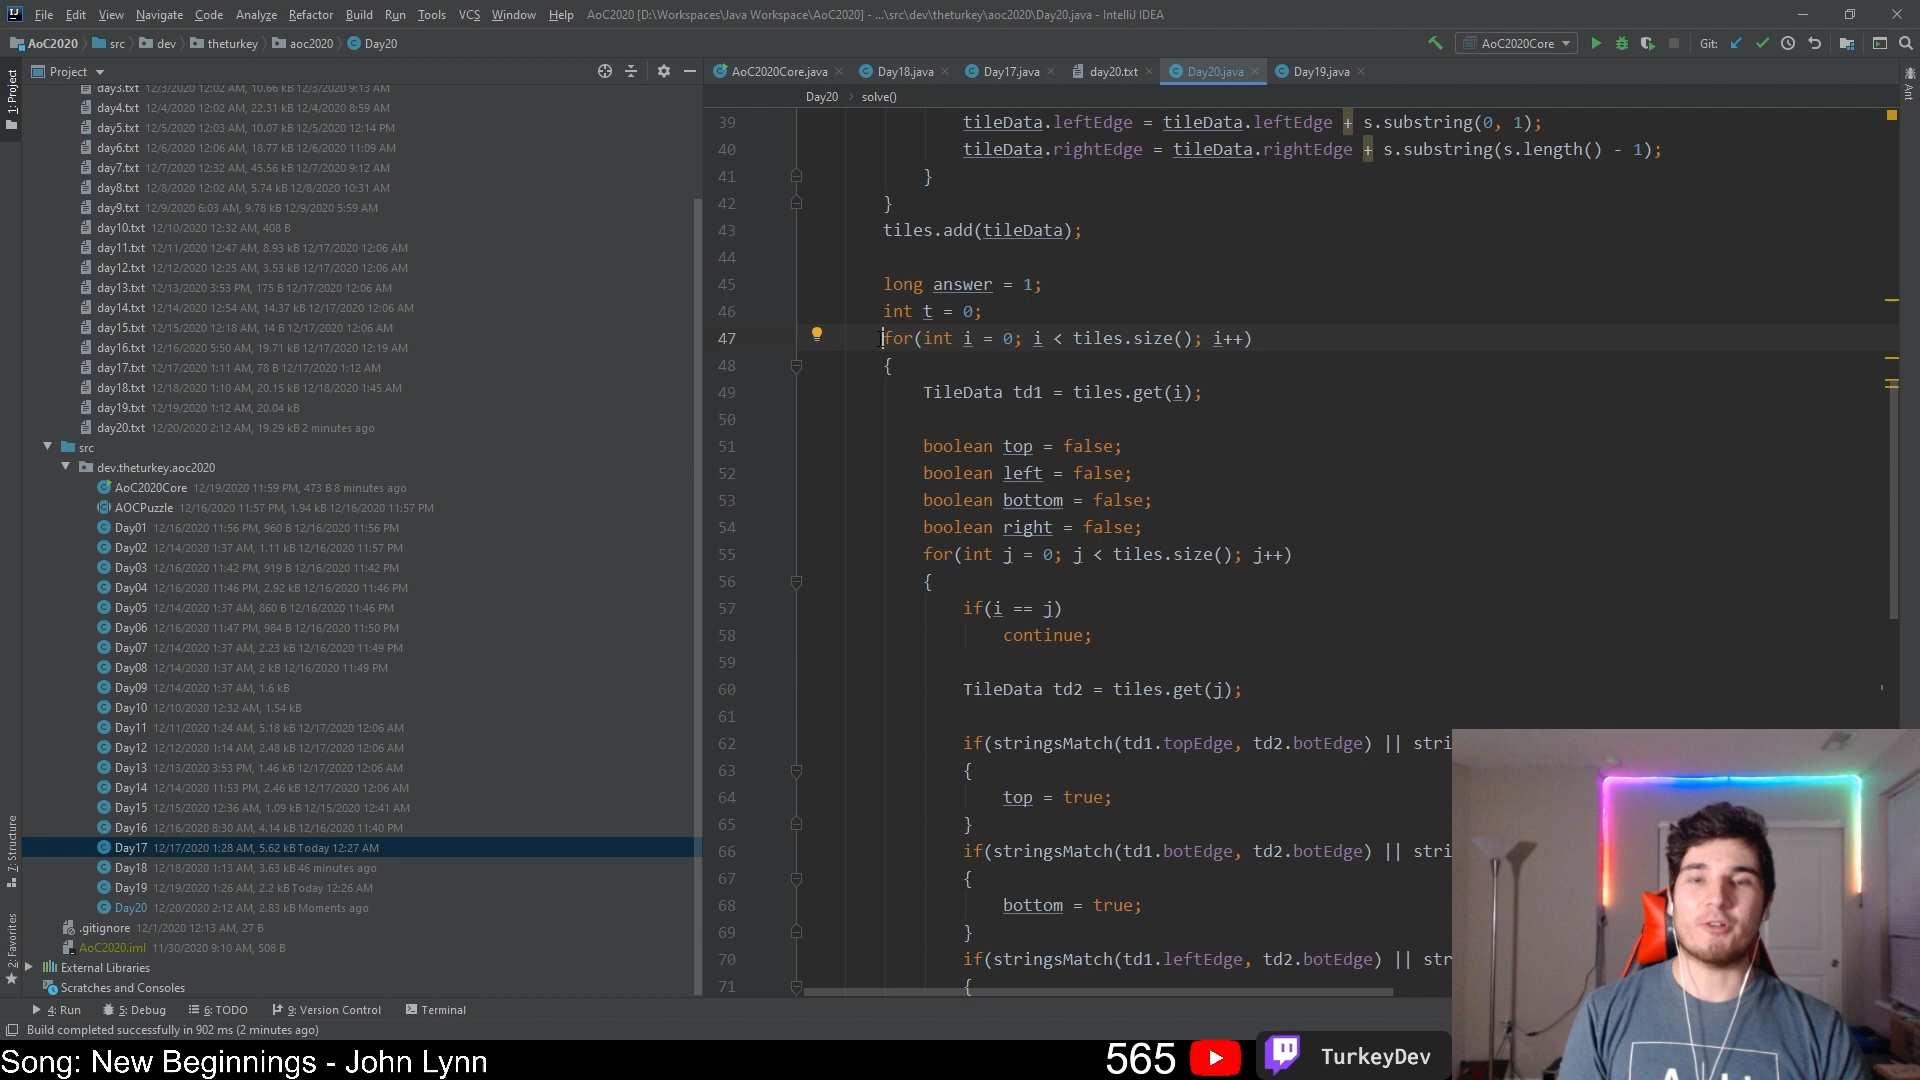 File Edit View Navigate Code Analyze Refactor Build Run Tools VCS Window Help AoC2020 [D:\Workspaces\Java Workspace\AoC2020] - ...\src\dev\theturkey\aoc2020\Day20.java - IntelliJ IDEA
AoC2020 src dev theturkey aoc2020 Day20
AoC2020Core
Git:
1: Project
Ant
Project
AoC2020Core.java Day18.java Day17.java day20.txt Day20.java Day19.java
Day20 solve()
day3.txt 12/3/2020 12:02 AM, 10.66 kB 12/3/2020 9:13 AM
day4.txt 12/4/2020 12:02 AM, 22.31 kB 12/4/2020 8:59 AM
day5.txt 12/5/2020 12:03 AM, 10.07 kB 12/5/2020 12:14 PM
day6.txt 12/6/2020 12:06 AM, 18.77 kB 12/6/2020 11:09 AM
day7.txt 12/7/2020 12:32 AM, 45.56 kB 12/7/2020 9:12 AM
day8.txt 12/8/2020 12:02 AM, 5.74 kB 12/8/2020 10:31 AM
day9.txt 12/9/2020 6:03 AM, 9.78 kB 12/9/2020 5:59 AM
day10.txt 12/10/2020 12:32 AM, 408 B
day11.txt 12/11/2020 12:47 AM, 8.93 kB 12/17/2020 12:06 AM
day12.txt 12/12/2020 12:25 AM, 3.53 kB 12/17/2020 12:06 AM
day13.txt 12/13/2020 3:53 PM, 175 B 12/17/2020 12:06 AM
day14.txt 12/14/2020 12:54 AM, 14.37 kB 12/17/2020 12:06 AM
day15.txt 12/15/2020 12:18 AM, 14 B 12/17/2020 12:06 AM
day16.txt 12/16/2020 5:50 AM, 19.71 kB 12/17/2020 12:19 AM
day17.txt 12/17/2020 1:11 AM, 78 B 12/17/2020 1:12 AM
day18.txt 12/18/2020 1:10 AM, 20.15 kB 12/18/2020 1:45 AM
day19.txt 12/19/2020 1:12 AM, 20.04 kB
day20.txt 12/20/2020 2:12 AM, 19.29 kB 2 minutes ago
src
dev.theturkey.aoc2020
AoC2020Core 12/19/2020 11:59 PM, 473 B 8 minutes ago
AOCPuzzle 12/16/2020 11:57 PM, 1.94 kB 12/16/2020 11:57 PM
Day01 12/16/2020 11:56 PM, 960 B 12/16/2020 11:56 PM
Day02 12/14/2020 1:37 AM, 1.11 kB 12/16/2020 11:57 PM
Day03 12/16/2020 11:42 PM, 919 B 12/16/2020 11:42 PM
Day04 12/16/2020 11:46 PM, 2.92 kB 12/16/2020 11:46 PM
Day05 12/14/2020 1:37 AM, 860 B 12/16/2020 11:46 PM
Day06 12/16/2020 11:47 PM, 984 B 12/16/2020 11:50 PM
Day07 12/14/2020 1:37 AM, 2.23 kB 12/16/2020 11:49 PM
Day08 12/14/2020 1:37 AM, 2 kB 12/16/2020 11:49 PM
Day09 12/14/2020 1:37 AM, 1.6 kB
Day10 12/10/2020 12:32 AM, 1.54 kB
Day11 12/11/2020 1:24 AM, 5.18 kB 12/17/2020 12:06 AM
Day12 12/12/2020 1:14 AM, 2.48 kB 12/17/2020 12:06 AM
Day13 12/13/2020 3:53 PM, 1.46 kB 12/17/2020 12:06 AM
Day14 12/14/2020 11:53 PM, 2.46 kB 12/17/2020 12:06 AM
Day15 12/15/2020 12:36 AM, 1.09 kB 12/15/2020 12:41 AM
Day16 12/16/2020 8:30 AM, 4.14 kB 12/16/2020 11:40 PM
Day17 12/17/2020 1:28 AM, 5.62 kB Today 12:27 AM
Day18 12/18/2020 1:13 AM, 3.63 kB 46 minutes ago
Day19 12/19/2020 1:26 AM, 2.2 kB Today 12:26 AM
Day20 12/20/2020 2:12 AM, 2.83 kB Moments ago
.gitignore 12/1/2020 12:13 AM, 27 B
AoC2020.iml 11/30/2020 9:10 AM, 508 B
External Libraries
Scratches and Consoles
39 tileData.leftEdge = tileData.leftEdge + s.substring(0, 1);
40 tileData.rightEdge = tileData.rightEdge + s.substring(s.length() - 1);
41 }
42 }
43 tiles.add(tileData);
44
45 long answer = 1;
46 int t = 0;
47 for(int i = 0; i < tiles.size(); i++)
48 {
49 TileData td1 = tiles.get(i);
50
51 boolean top = false;
52 boolean left = false;
53 boolean bottom = false;
54 boolean right = false;
55 for(int j = 0; j < tiles.size(); j++)
56 {
57 if(i == j)
58 continue;
59
60 TileData td2 = tiles.get(j);
61
62 if(stringsMatch(td1.topEdge, td2.botEdge) || stri
63 {
64 top = true;
65 }
66 if(stringsMatch(td1.botEdge, td2.botEdge) || stri
67 {
68 bottom = true;
69 }
70 if(stringsMatch(td1.leftEdge, td2.botEdge) || str
71 {
7: Structure
2: Favorites
4: Run 5: Debug 6: TODO 9: Version Control Terminal
Build completed successfully in 902 ms (2 minutes ago)
Song: New Beginnings - John Lynn
565
TurkeyDev